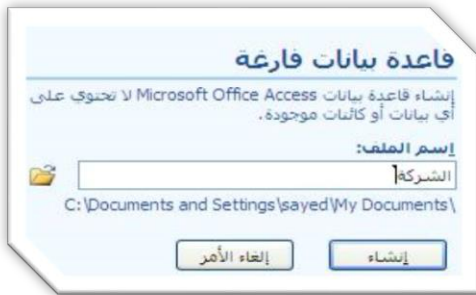 قاعدة بيانات فارغة
إنشاء قاعدة بيانات Microsoft Office Access لا تحتوي على
أي بيانات أو كائنات موجودة.
إسم الملف:
الشركة
C:\Documents and Settings\sayed\My Documents\
إنشاء
إلغاء الأمر